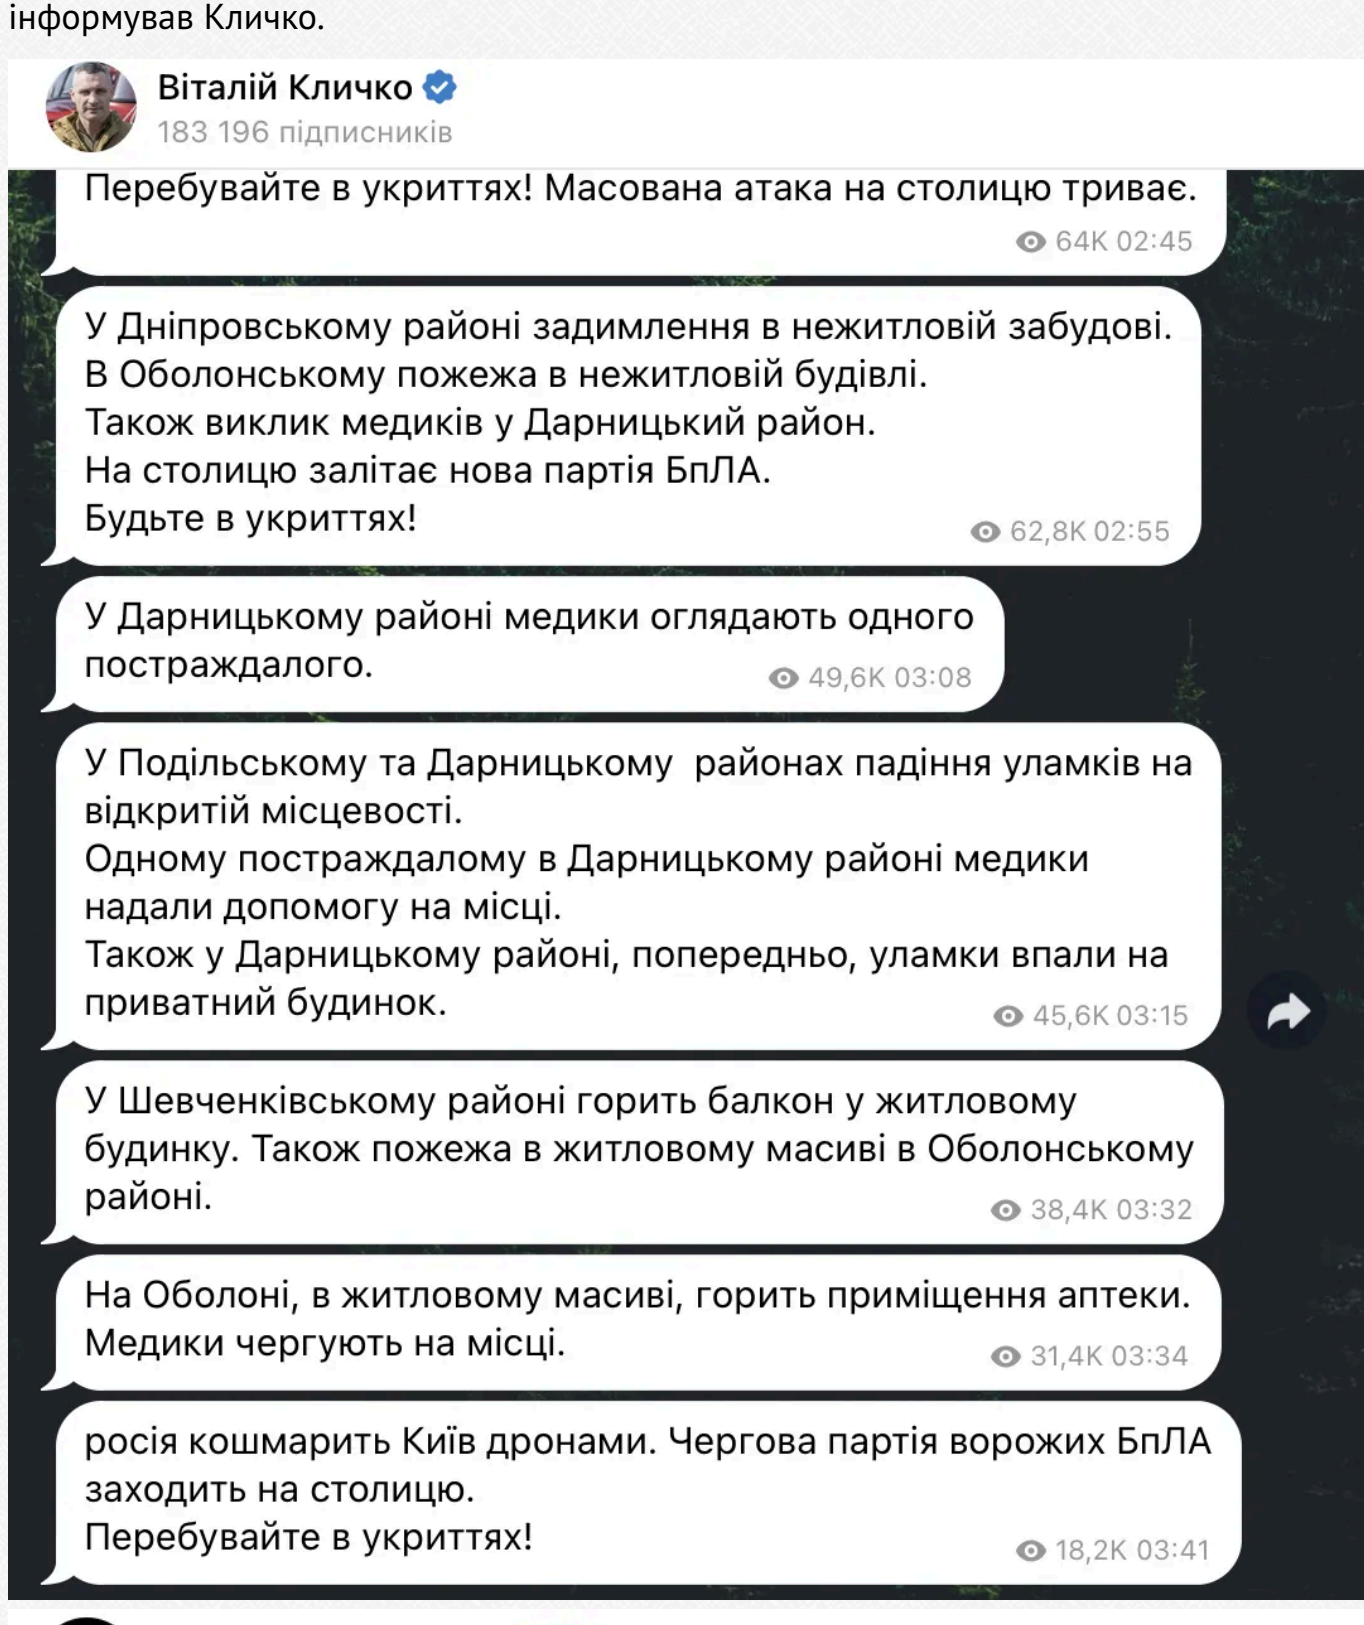 інформував Кличко.
Віталій Кличко
183 196 підписників
Перебувайте в укриттях! Масована атака на столицю триває.
64K 02:45
У Дніпровському районі задимлення в нежитловій забудові.
В Оболонському пожежа в нежитловій будівлі.
Також виклик медиків у Дарницький район.
На столицю залітає нова партія БпЛА.
Будьте в укриттях!
62,8K 02:55
У Дарницькому районі медики оглядають одного
постраждалого.
49,6K 03:08
У Подільському та Дарницькому  районах падіння уламків на
відкритій місцевості.
Одному постраждалому в Дарницькому районі медики
надали допомогу на місці.
Також у Дарницькому районі, попередньо, уламки впали на
приватний будинок.
45,6K 03:15
У Шевченківському районі горить балкон у житловому
будинку. Також пожежа в житловому масиві в Оболонському
районі.
38,4K 03:32
На Оболоні, в житловому масиві, горить приміщення аптеки.
Медики чергують на місці.
31,4K 03:34
росія кошмарить Київ дронами. Чергова партія ворожих БпЛА
заходить на столицю.
Перебувайте в укриттях!
18,2K 03:41